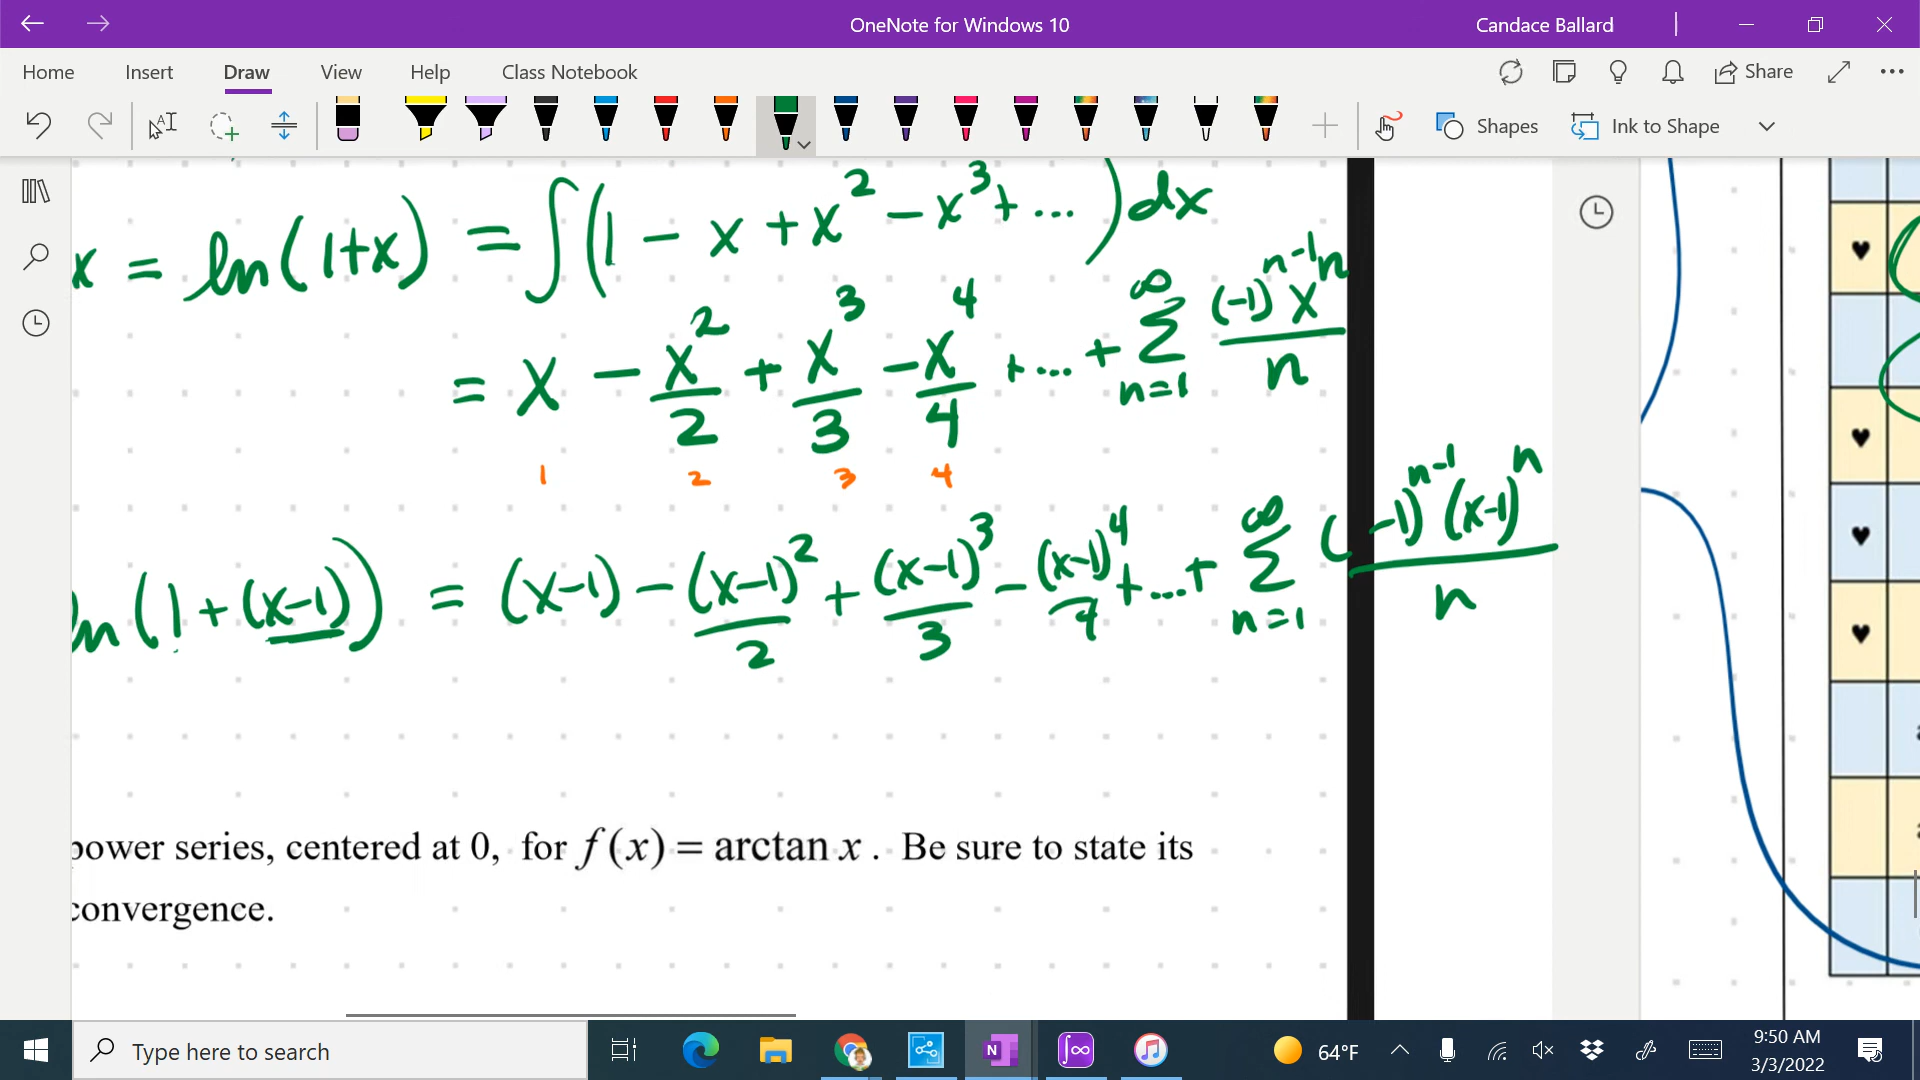 OneNote for Windows 10
Candace Ballard
Home Insert Draw View Help Class Notebook Share
Shapes Ink to Shape
x = ln(1+x) = ∫(1 - x + x² - x³ + ...) dx
= x - x²/2 + x³/3 - x⁴/4 + ... + ∞ Σ n=1 (-1)ⁿ⁻¹ xⁿ / n
1 2 3 4
ln(1 + (x-1)) = (x-1) - (x-1)²/2 + (x-1)³/3 - (x-1)⁴/4 + ... + ∞ Σ n=1 (-1)ⁿ⁻¹ (x-1)ⁿ / n
power series, centered at 0, for f(x) = arctan x. Be sure to state its
convergence.
Type here to search
64°F
9:50 AM
3/3/2022